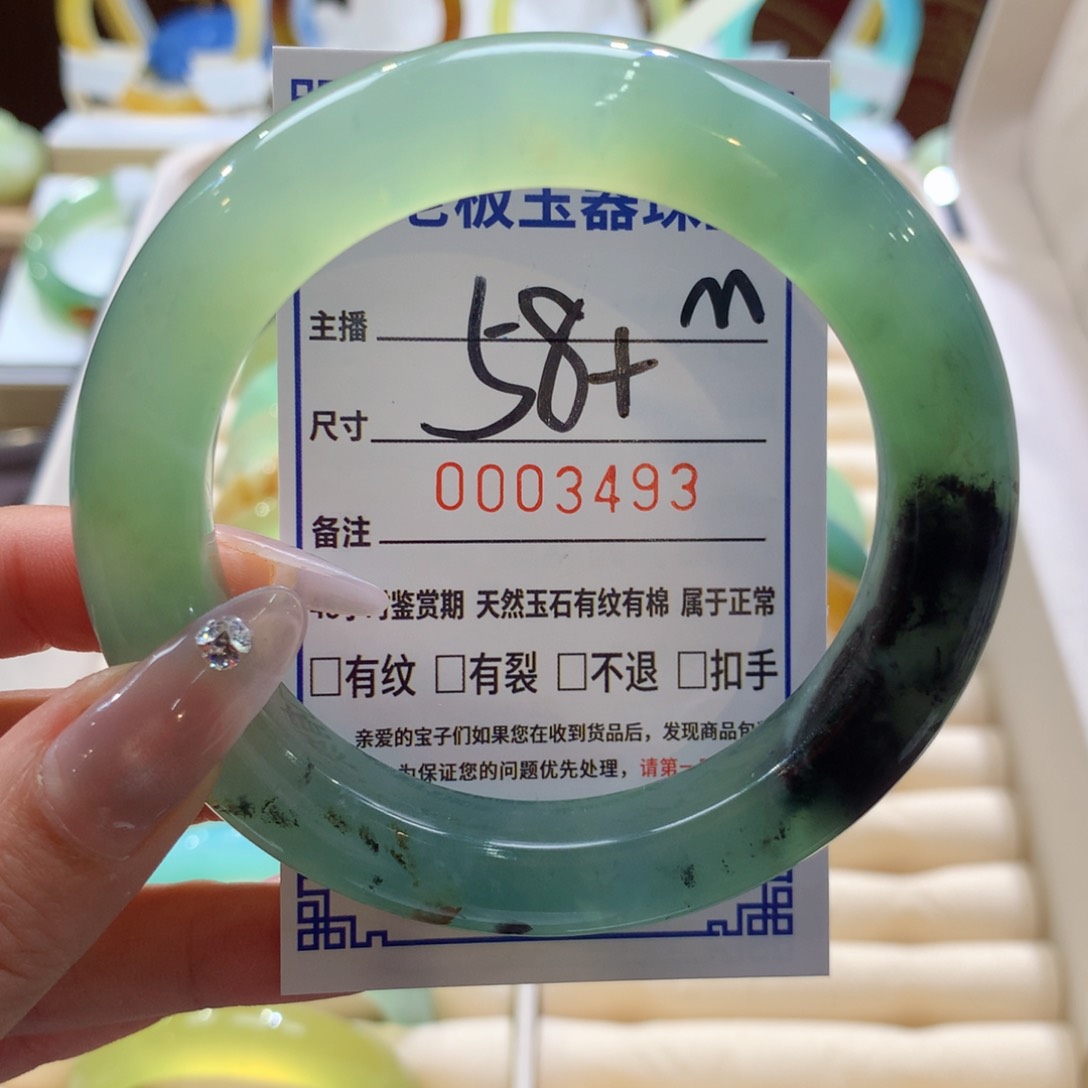 板玉器珠
主播 m
尺寸 58+
0003493
备注
鉴赏期 天然玉石有纹有棉 属于正常
□有纹 □有裂 □不退 □扣手
亲爱的宝子们如果您在收到货品后，发现商品包
为保证您的问题优先处理，请第一